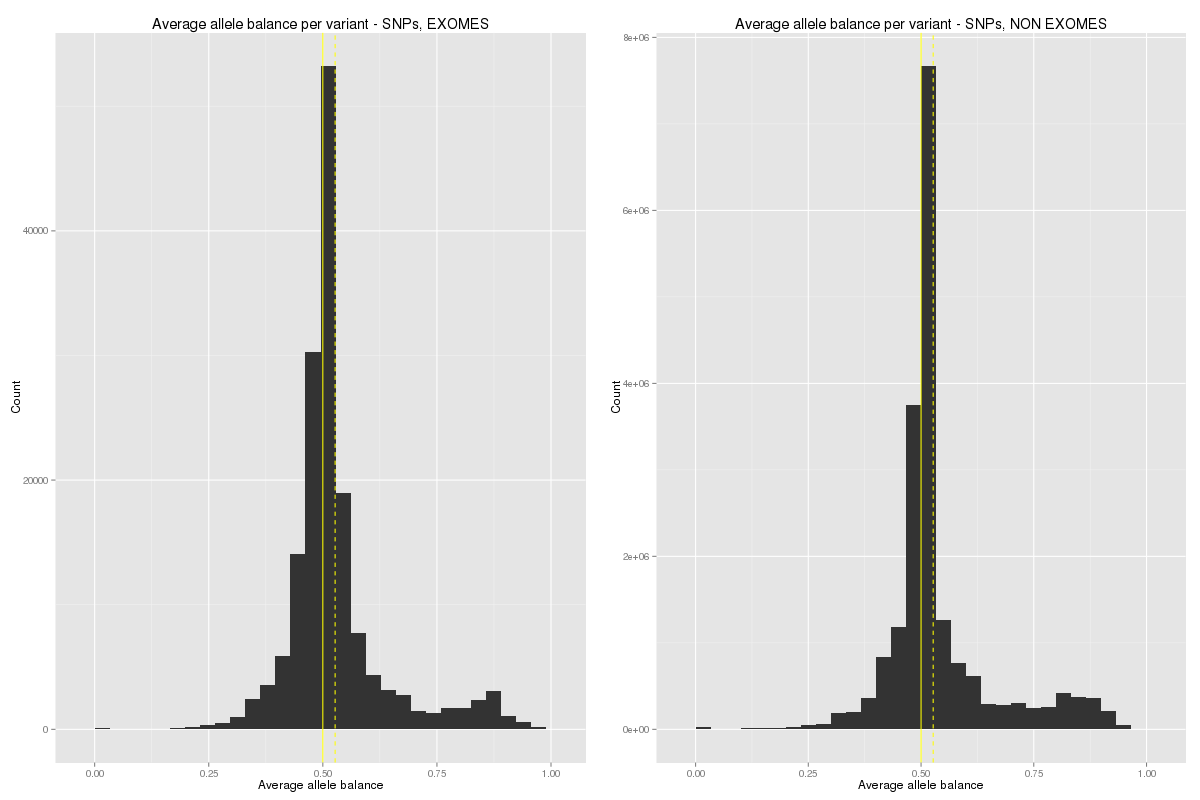 Average allele balance per variant - SNPs, EXOMES
40000
20000
0
Count
0.00 0.25 0.50 0.75 1.00
Average allele balance
Average allele balance per variant - SNPs, NON EXOMES
8e+06
6e+06
4e+06
2e+06
0e+00
Count
0.00 0.25 0.50 0.75 1.00
Average allele balance